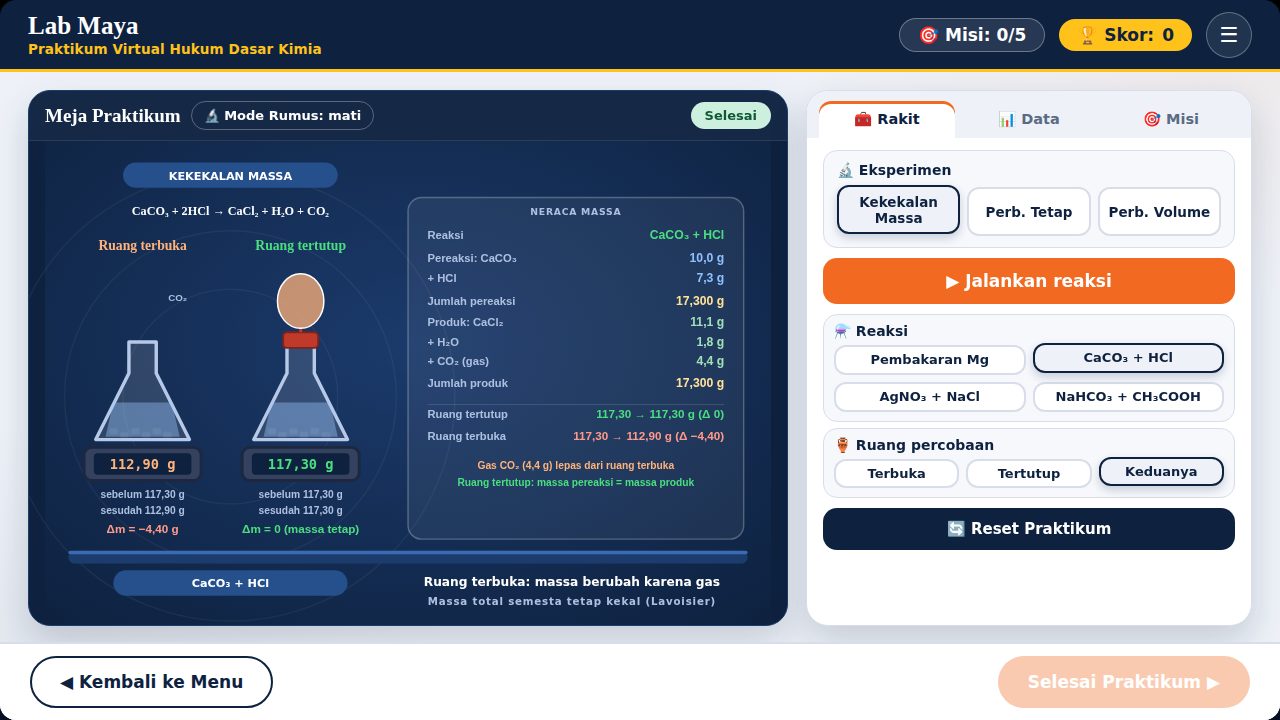 Lab Maya
Praktikum Virtual Hukum Dasar Kimia
🎯 Misi: 0/5
🏆 Skor: 0
☰
Meja Praktikum
🔬 Mode Rumus: mati
Selesai
KEKEKALAN MASSA
CaCO₃ + 2HCl → CaCl₂ + H₂O + CO₂
Ruang terbuka
Ruang tertutup
CO₂
112,90 g
117,30 g
sebelum 117,30 g
sesudah 112,90 g
Δm = −4,40 g
sebelum 117,30 g
sesudah 117,30 g
Δm = 0 (massa tetap)
NERACA MASSA
Reaksi CaCO₃ + HCl
Pereaksi: CaCO₃ 10,0 g
+ HCl 7,3 g
Jumlah pereaksi 17,300 g
Produk: CaCl₂ 11,1 g
+ H₂O 1,8 g
+ CO₂ (gas) 4,4 g
Jumlah produk 17,300 g
Ruang tertutup 117,30 → 117,30 g (Δ 0)
Ruang terbuka 117,30 → 112,90 g (Δ −4,40)
Gas CO₂ (4,4 g) lepas dari ruang terbuka
Ruang tertutup: massa pereaksi = massa produk
CaCO₃ + HCl
Ruang terbuka: massa berubah karena gas
Massa total semesta tetap kekal (Lavoisier)
🧰 Rakit
📊 Data
🎯 Misi
🔬 Eksperimen
Kekekalan
Massa
Perb. Tetap
Perb. Volume
▶ Jalankan reaksi
⚗️ Reaksi
Pembakaran Mg
CaCO₃ + HCl
AgNO₃ + NaCl
NaHCO₃ + CH₃COOH
🏺 Ruang percobaan
Terbuka
Tertutup
Keduanya
🔄 Reset Praktikum
◀ Kembali ke Menu
Selesai Praktikum ▶